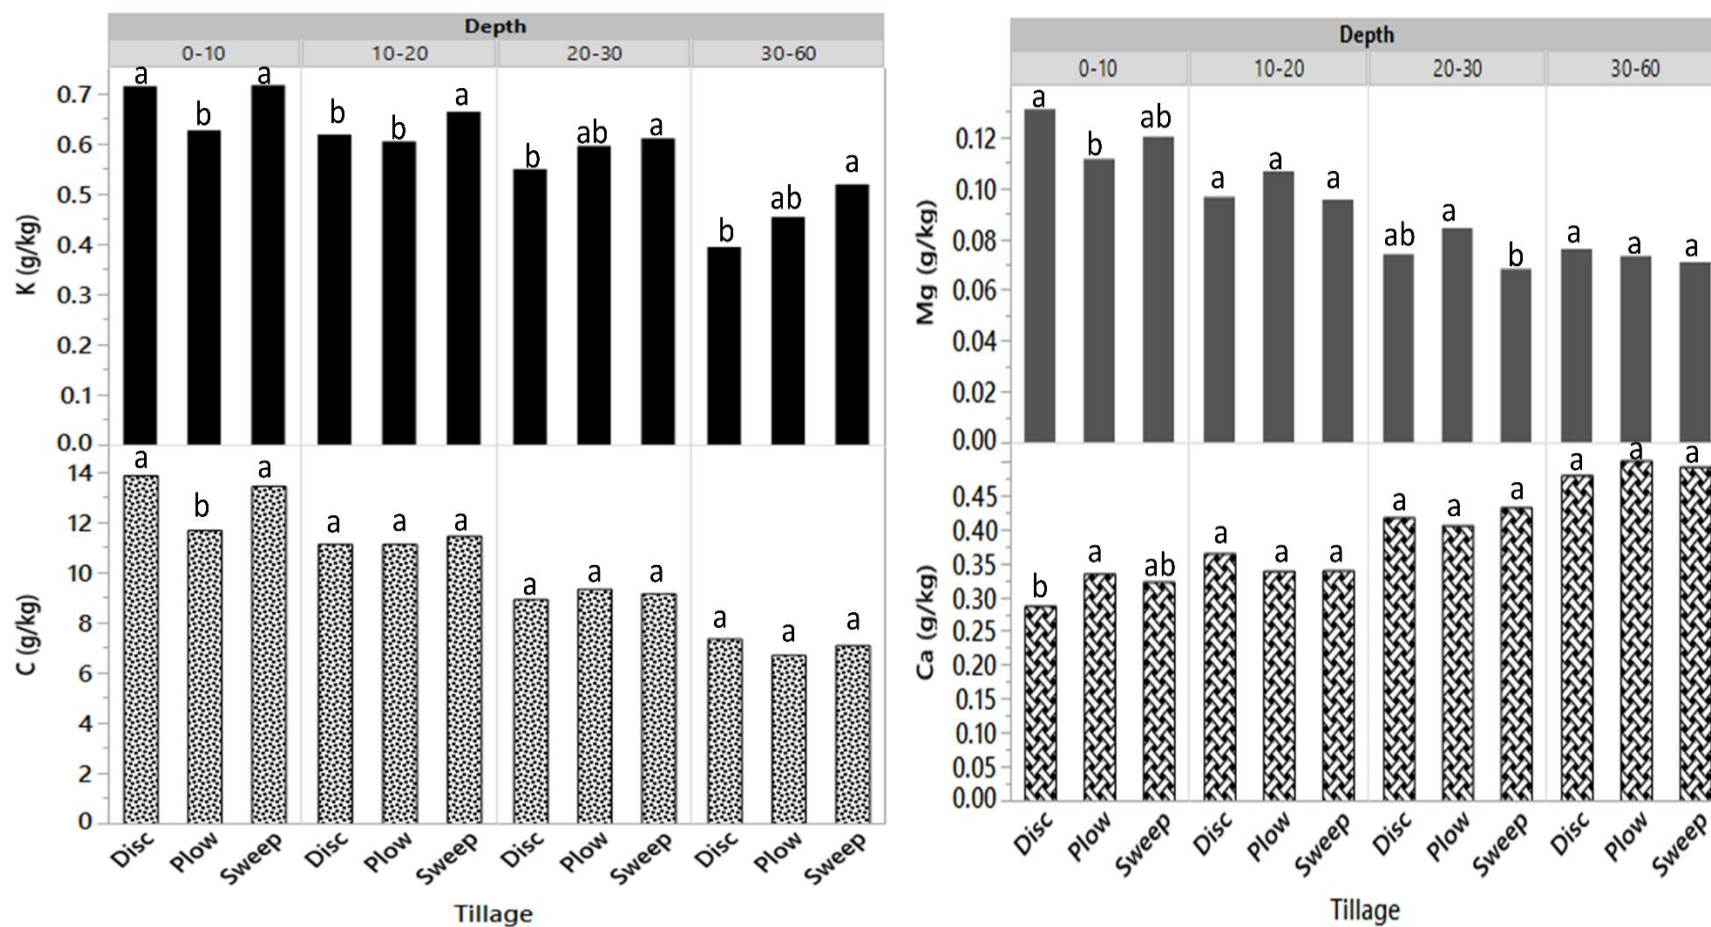 Depth
0-10 10-20 20-30 30-60
K (g/kg)
0.7
0.6
0.5
0.4
0.3
0.2
0.1
0.0
a b a b b a b ab a b ab a
C (g/kg)
14
12
10
8
6
4
2
0
a b a a a a a a a a a a
Disc Plow Sweep Disc Plow Sweep Disc Plow Sweep Disc Plow Sweep
Tillage
Depth
0-10 10-20 20-30 30-60
Mg (g/kg)
0.12
0.10
0.08
0.06
0.04
0.02
0.00
a b ab a a a ab a b a a a
Ca (g/kg)
0.45
0.40
0.35
0.30
0.25
0.20
0.15
0.10
0.05
0.00
b a ab a a a a a a a a a
Disc Plow Sweep Disc Plow Sweep Disc Plow Sweep Disc Plow Sweep
Tillage